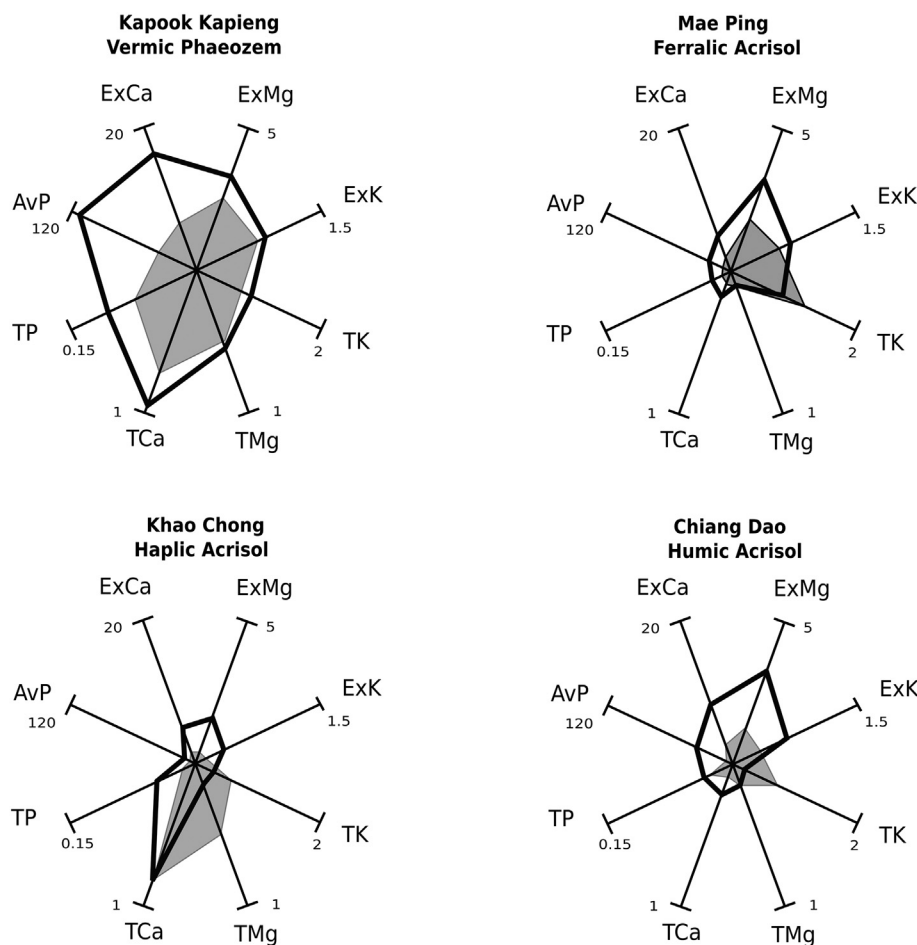 Kapook Kapieng
Vermic Phaeozem
ExCa
ExMg
20
5
AvP
120
ExK
1.5
TP
0.15
TK
2
1
1
TCa
TMg
Mae Ping
Ferralic Acrisol
ExCa
ExMg
20
5
AvP
120
ExK
1.5
TP
0.15
TK
2
1
1
TCa
TMg
Khao Chong
Haplic Acrisol
ExCa
ExMg
20
5
AvP
120
ExK
1.5
TP
0.15
TK
2
1
1
TCa
TMg
Chiang Dao
Humic Acrisol
ExCa
ExMg
20
5
AvP
120
ExK
1.5
TP
0.15
TK
2
1
1
TCa
TMg